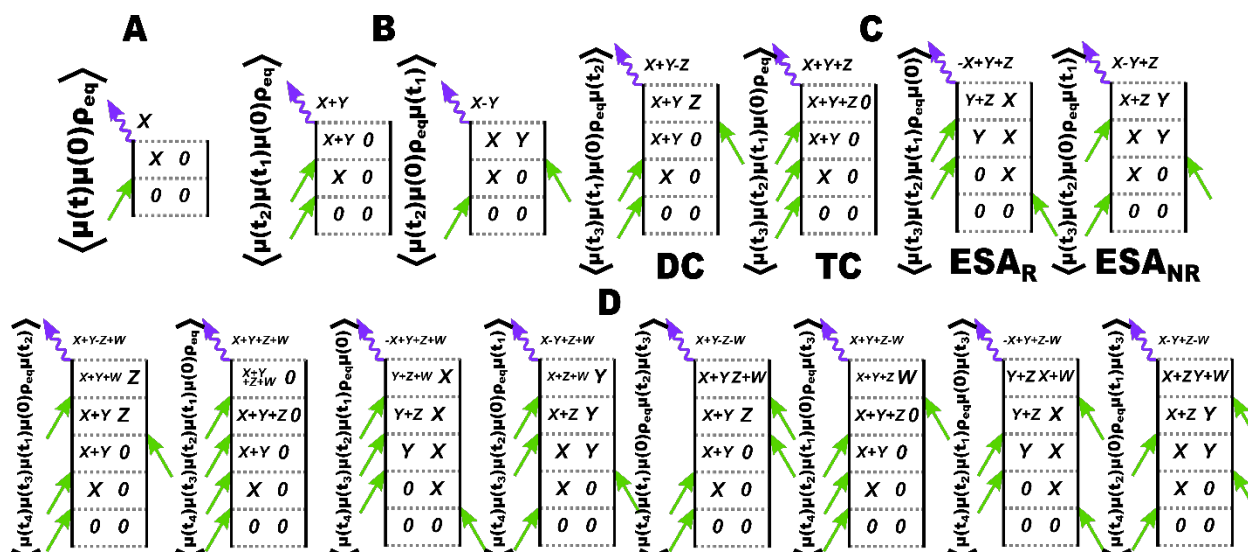 A
⟨μ(t)μ(0)ρeq⟩
X
X 0
0 0
B
⟨μ(t2)μ(t1)μ(0)ρeq⟩
X+Y
X+Y 0
X 0
0 0
⟨μ(t2)μ(0)ρeqμ(t1)⟩
X-Y
X Y
X 0
0 0
C
⟨μ(t3)μ(t1)μ(0)ρeqμ(t2)⟩
X+Y-Z
X+Y Z
X+Y 0
X 0
0 0
DC
⟨μ(t3)μ(t2)μ(t1)μ(0)ρeq⟩
X+Y+Z
X+Y+Z 0
X+Y 0
X 0
0 0
TC
⟨μ(t3)μ(t2)μ(t1)ρeqμ(0)⟩
-X+Y+Z
Y+Z X
Y X
0 X
0 0
ESAR
⟨μ(t3)μ(t2)μ(0)ρeqμ(t1)⟩
X-Y+Z
X+Z Y
X Y
X 0
0 0
ESANR
D
⟨μ(t4)μ(t3)μ(t1)μ(0)ρeqμ(t2)⟩
X+Y-Z+W
X+Y+W Z
X+Y Z
X+Y 0
X 0
0 0
⟨μ(t4)μ(t3)μ(t2)μ(t1)μ(0)ρeq⟩
X+Y+Z+W
X+Y
+Z+W 0
X+Y+Z 0
X+Y 0
X 0
0 0
⟨μ(t4)μ(t3)μ(t2)μ(t1)ρeqμ(0)⟩
-X+Y+Z+W
Y+Z+W X
Y+Z X
Y X
0 X
0 0
⟨μ(t4)μ(t3)μ(t2)μ(0)ρeqμ(t1)⟩
X-Y+Z+W
X+Z+W Y
X+Z Y
X Y
X 0
0 0
⟨μ(t4)μ(t1)μ(0)ρeqμ(t2)μ(t3)⟩
X+Y-Z-W
X+Y Z+W
X+Y Z
X+Y 0
X 0
0 0
⟨μ(t4)μ(t2)μ(t1)μ(0)ρeqμ(t3)⟩
X+Y+Z-W
X+Y+Z W
X+Y+Z 0
X+Y 0
X 0
0 0
⟨μ(t4)μ(t2)μ(t1)ρeqμ(0)μ(t3)⟩
-X+Y+Z-W
Y+Z X+W
Y+Z X
Y X
0 X
0 0
⟨μ(t4)μ(t2)μ(0)ρeqμ(t1)μ(t3)⟩
X-Y+Z-W
X+Z Y+W
X+Z Y
X Y
X 0
0 0